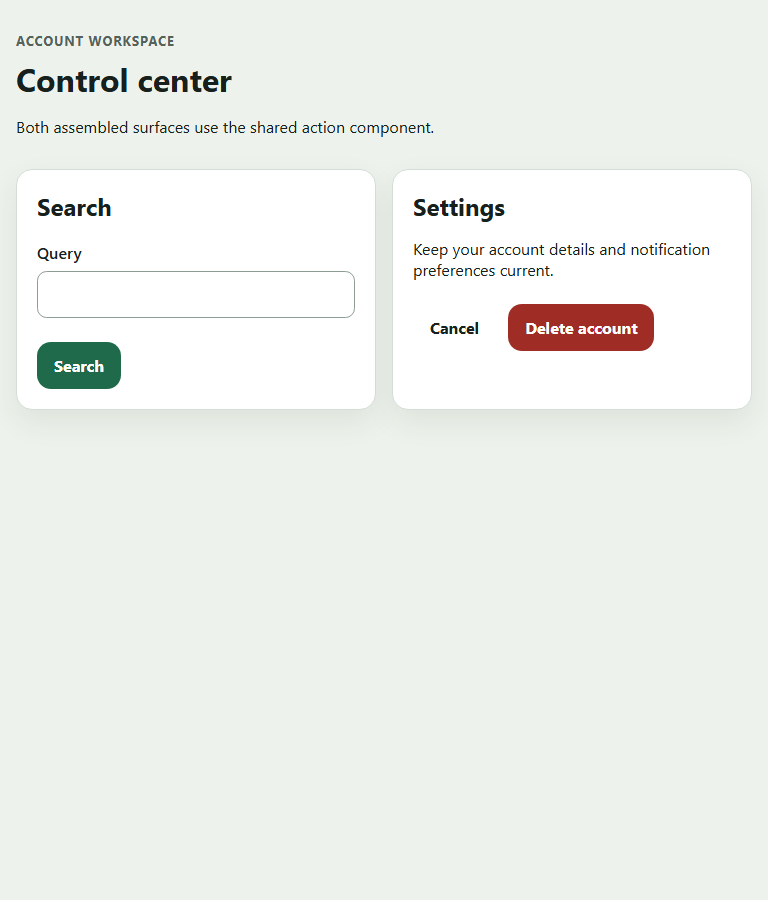 ACCOUNT WORKSPACE
Control center
Both assembled surfaces use the shared action component.
Search
Query
Search
Settings
Keep your account details and notification
preferences current.
Cancel
Delete account